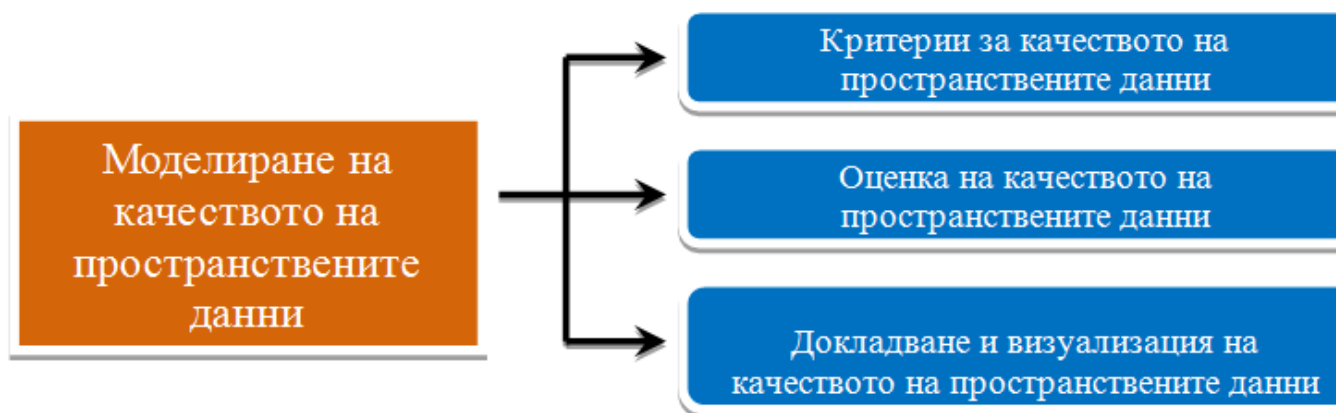 Моделиране на
качеството на
пространствените
данни
Критерии за качеството на
пространствените данни
Оценка на качеството на
пространствените данни
Докладване и визуализация на
качеството на пространствените данни